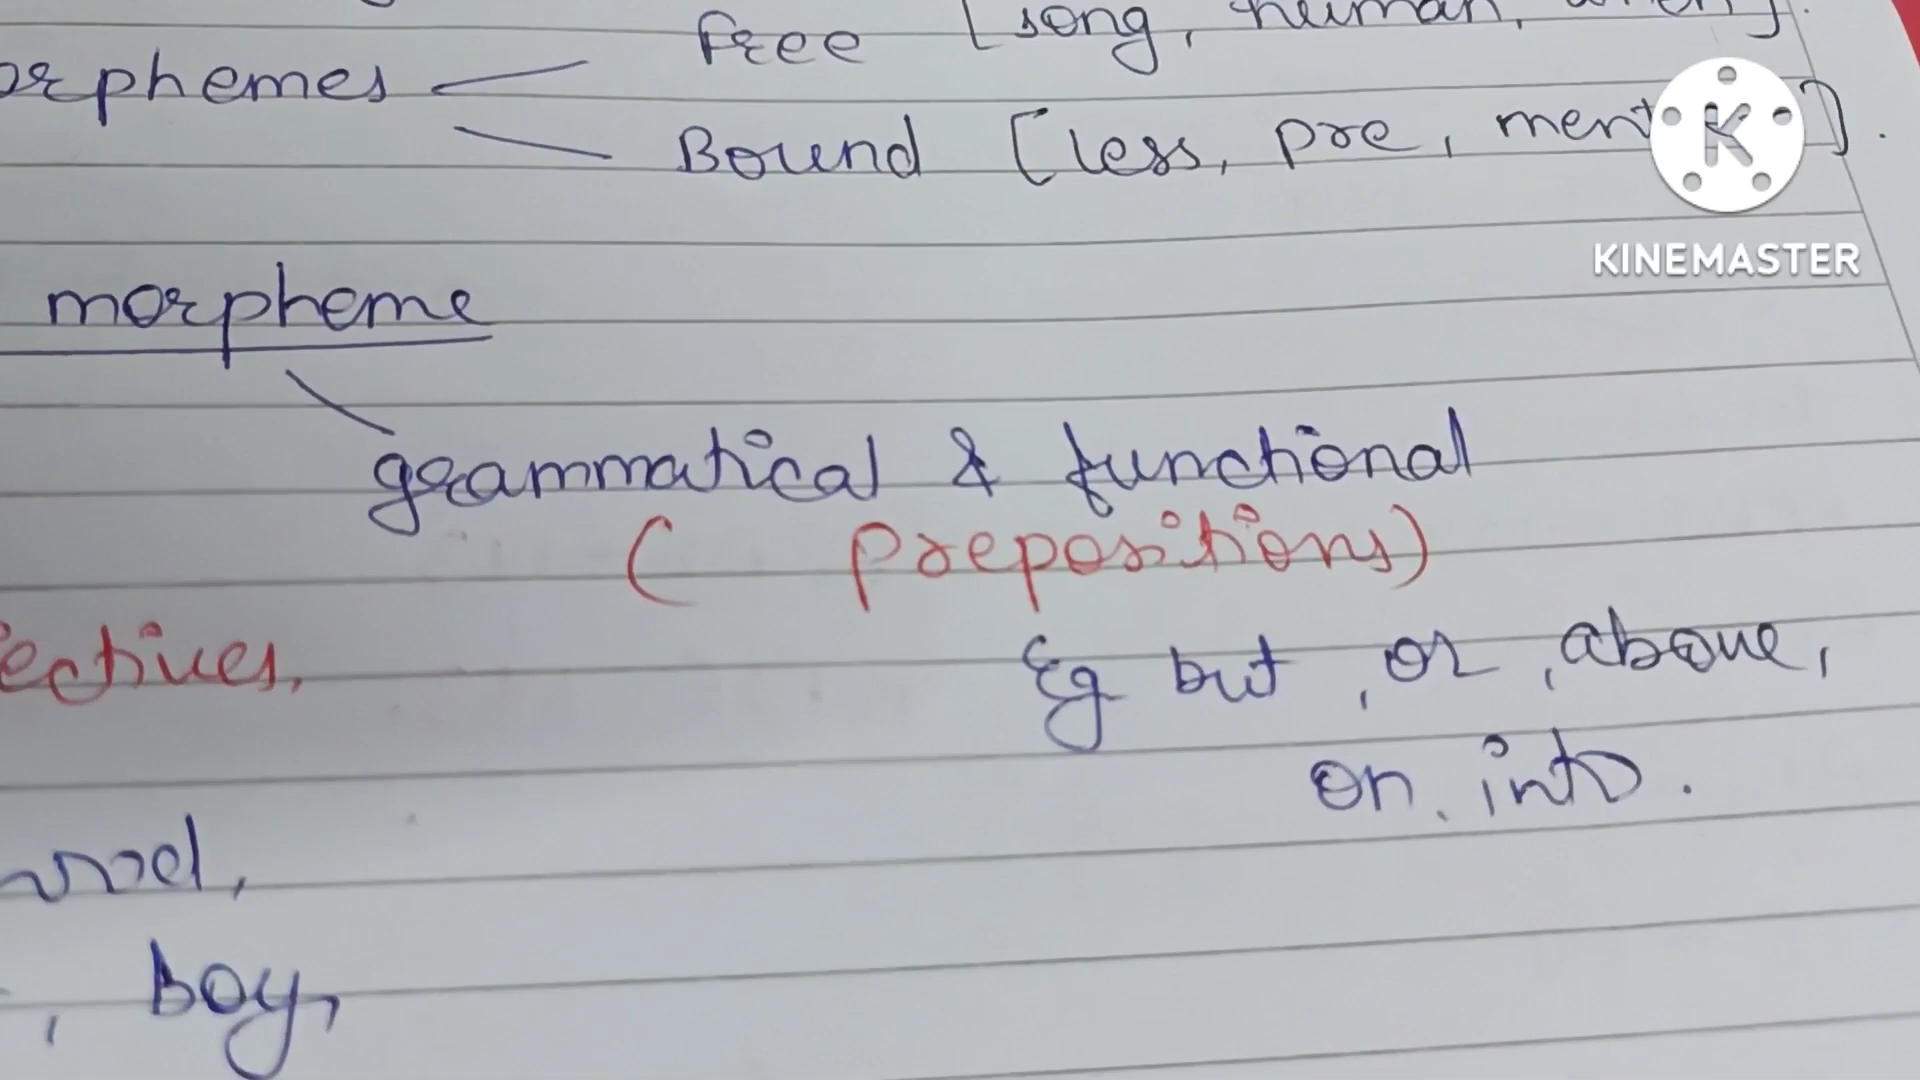 Free [song, human,
orphemes
Bound [less, pre, ment ].
KINEMASTER
morpheme
grammatical & functional
( prepositions)
ectives,
Eg but, or, above,
on, into.
, Boy,